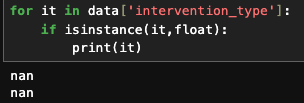 for it in data['intervention_type']:
    if isinstance(it,float):
        print(it)
nan
nan